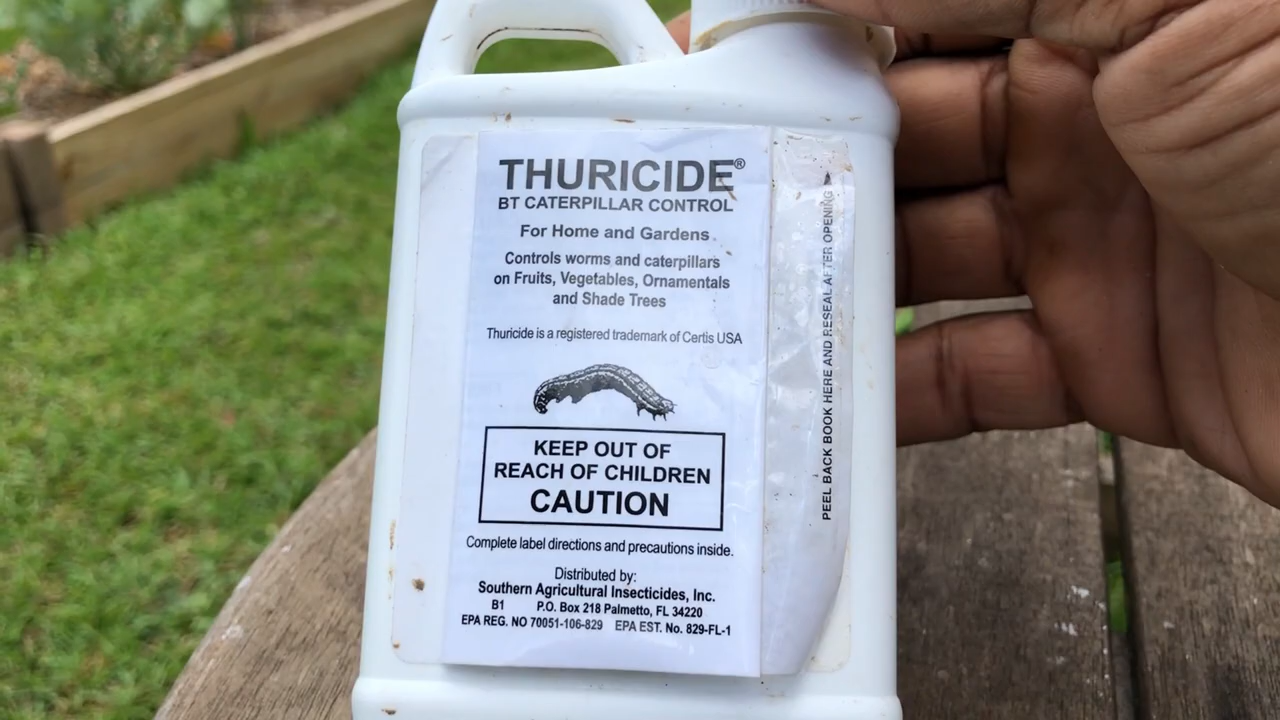 THURICIDE®
BT CATERPILLAR CONTROL
For Home and Gardens
Controls worms and caterpillars
on Fruits, Vegetables, Ornamentals
and Shade Trees
Thuricide is a registered trademark of Certis USA
KEEP OUT OF
REACH OF CHILDREN
CAUTION
Complete label directions and precautions inside.
Distributed by:
Southern Agricultural Insecticides, Inc.
B1 P.O. Box 218 Palmetto, FL 34220
EPA REG. NO 70051-106-829 EPA EST. No. 829-FL-1
PEEL BACK BOOK HERE AND RESEAL AFTER OPENING